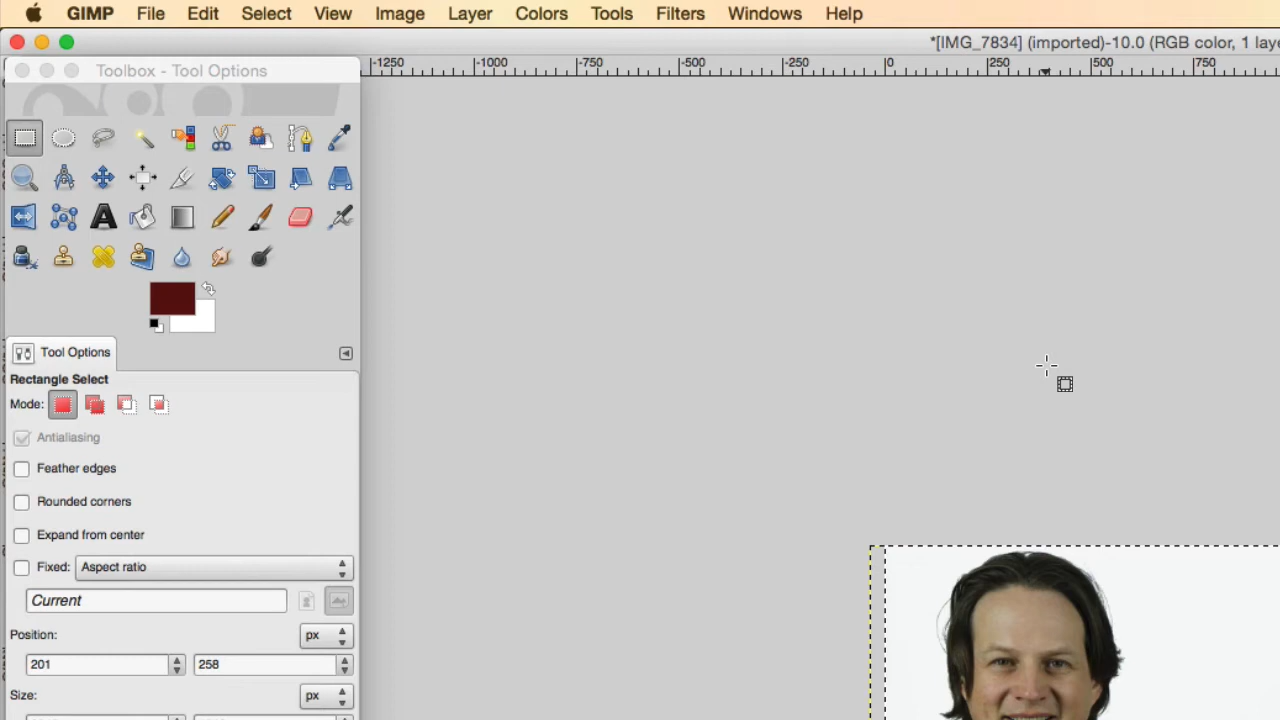 GIMP File Edit Select View Image Layer Colors Tools Filters Windows Help
*[IMG_7834] (imported)-10.0 (RGB color, 1 laye
Toolbox - Tool Options
-1250 -1000 -750 -500 -250 0 250 500 750
Tool Options
Rectangle Select
Mode:
Antialiasing
Feather edges
Rounded corners
Expand from center
Fixed: Aspect ratio
Current
Position: px
201 258
Size: px